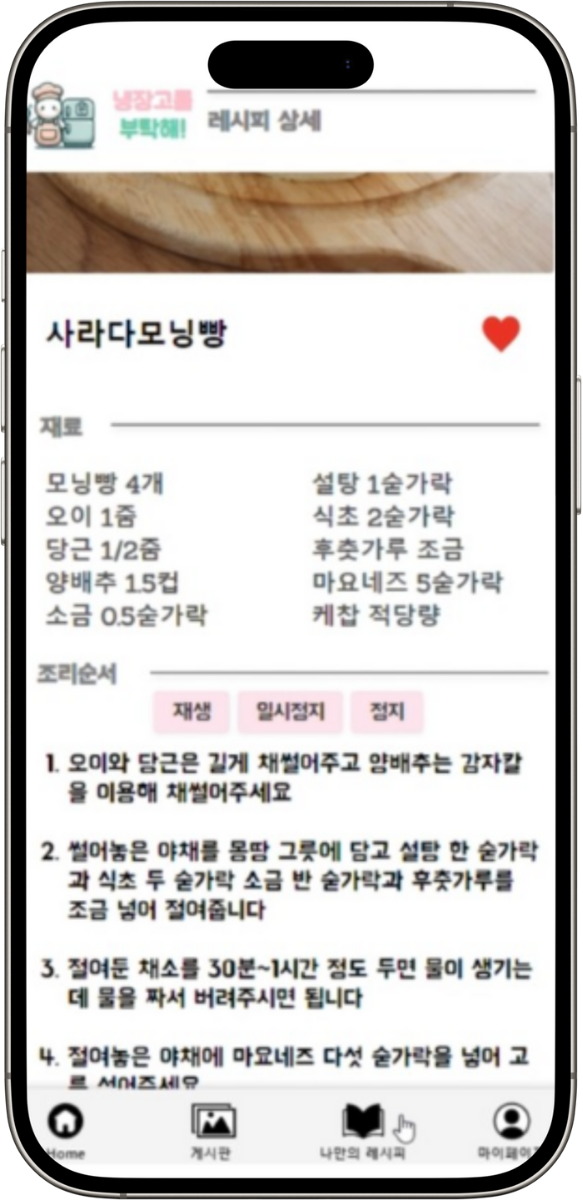 냉장고를
부탁해!
레시피 상세
사라다모닝빵
재료
모닝빵 4개
오이 1줌
당근 1/2줌
양배추 1.5컵
소금 0.5숟가락
설탕 1숟가락
식초 2숟가락
후춧가루 조금
마요네즈 5숟가락
케찹 적당량
조리순서
재생 일시정지 정지
1. 오이와 당근은 길게 채썰어주고 양배추는 감자칼
을 이용해 채썰어주세요
2. 썰어놓은 야채를 몽땅 그릇에 담고 설탕 한 숟가락
과 식초 두 숟가락 소금 반 숟가락과 후춧가루를
조금 넣어 절여줍니다
3. 절여둔 채소를 30분~1시간 정도 두면 물이 생기는
데 물을 짜서 버려주시면 됩니다
4. 절여놓은 야채에 마요네즈 다섯 숟가락을 넣어 고
루 섞어주세요
Home 게시판 나만의 레시피 마이페이지